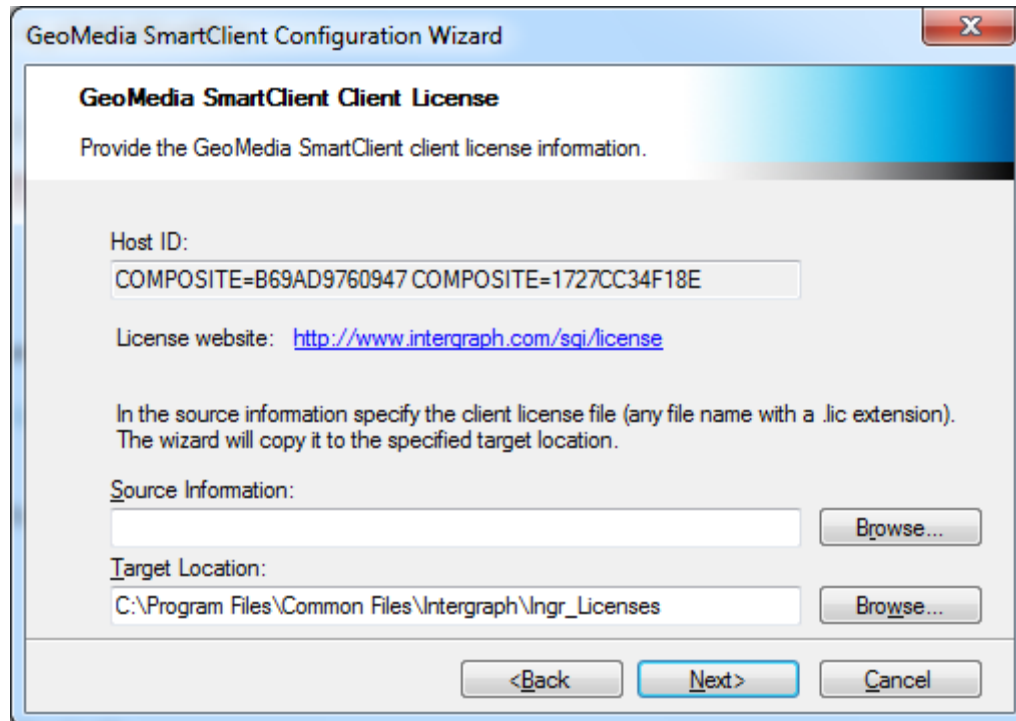 GeoMedia SmartClient Configuration Wizard
GeoMedia SmartClient Client License
Provide the GeoMedia SmartClient client license information.
Host ID:
COMPOSITE=B69AD9760947 COMPOSITE=1727CC34F18E
License website: http://www.intergraph.com/sgi/license
In the source information specify the client license file (any file name with a .lic extension).
The wizard will copy it to the specified target location.
Source Information:
Browse...
Target Location:
C:\Program Files\Common Files\Intergraph\Ingr_Licenses Browse...
<Back Next> Cancel